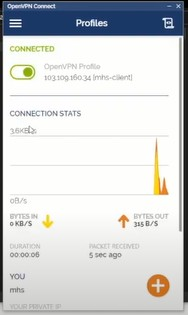 OpenVPN Connect
Profiles
CONNECTED
OpenVPN Profile
103.109.160.34 (mhs-client)
CONNECTION STATS
3.6KB/s
0B/s
BYTES IN
0 KB/S
BYTES OUT
315 B/S
DURATION
00:00:06
PACKET RECEIVED
5 sec ago
YOU
mhs
YOUR PRIVATE IP